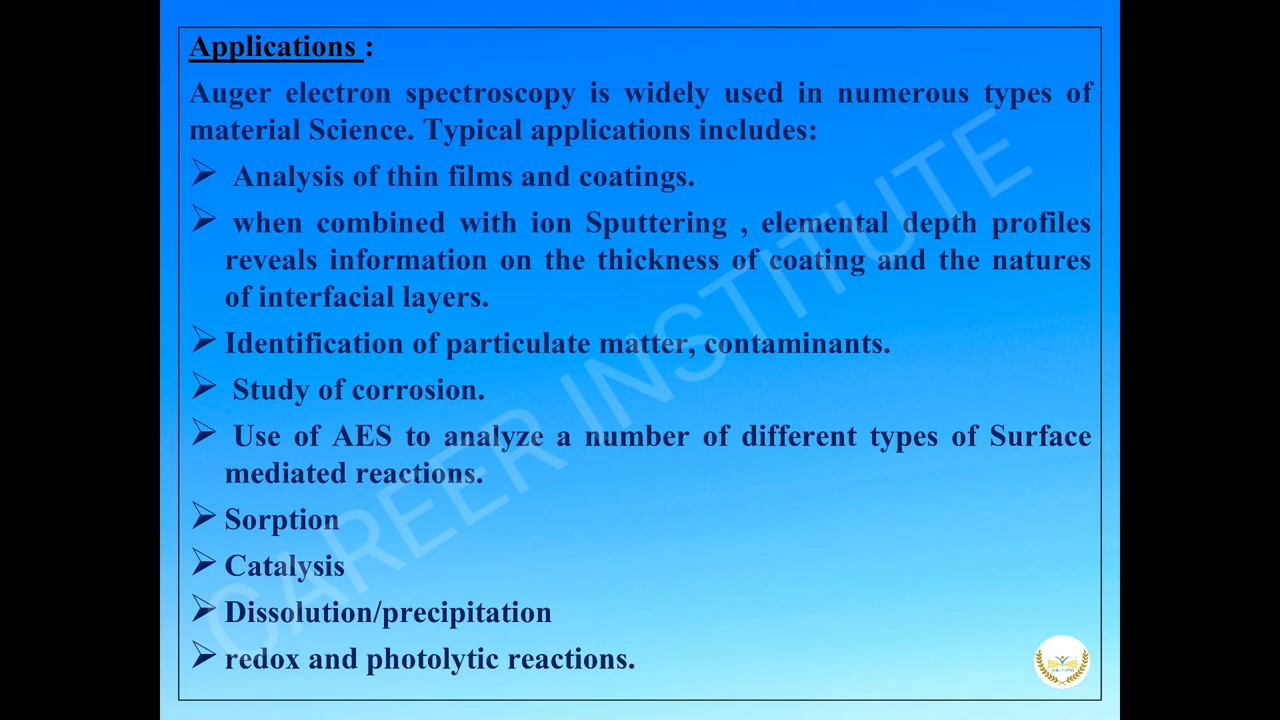 Applications :
Auger electron spectroscopy is widely used in numerous types of
material Science. Typical applications includes:
➢ Analysis of thin films and coatings.
➢ when combined with ion Sputtering , elemental depth profiles
reveals information on the thickness of coating and the natures
of interfacial layers.
➢ Identification of particulate matter, contaminants.
➢ Study of corrosion.
➢ Use of AES to analyze a number of different types of Surface
mediated reactions.
➢ Sorption
➢ Catalysis
➢ Dissolution/precipitation
➢ redox and photolytic reactions.
CAREER INSTITUTE